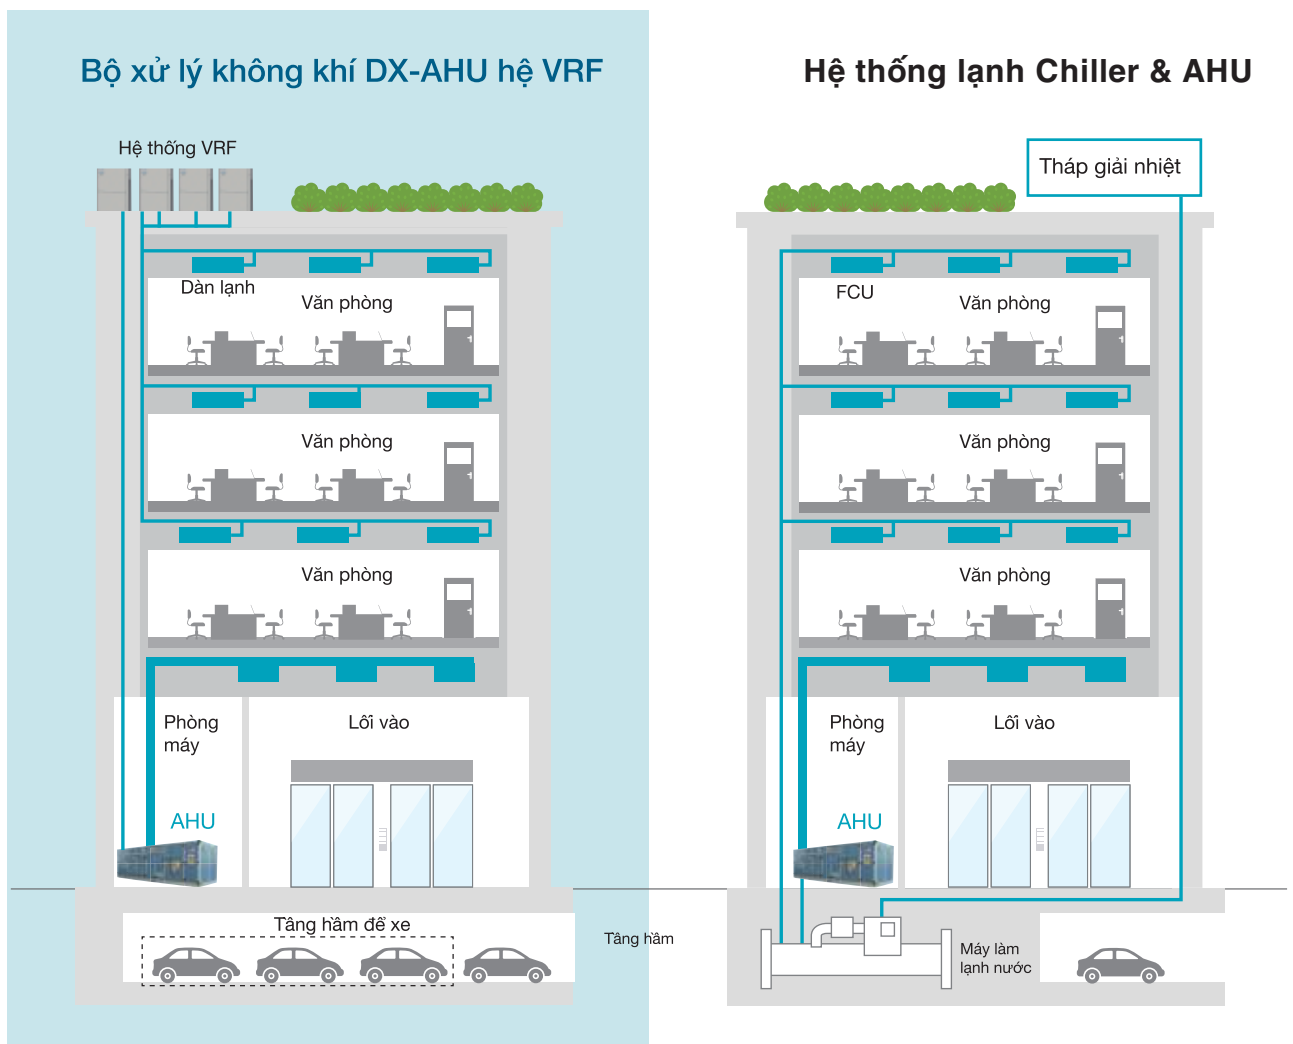 Bộ xử lý không khí DX-AHU hệ VRF
Hệ thống VRF
Dàn lạnh
Văn phòng
Văn phòng
Văn phòng
Phòng
máy
Lối vào
AHU
Tầng hầm để xe
Tầng hầm
Hệ thống lạnh Chiller & AHU
Tháp giải nhiệt
FCU
Văn phòng
Văn phòng
Văn phòng
Phòng
máy
Lối vào
AHU
Máy làm
lạnh nước